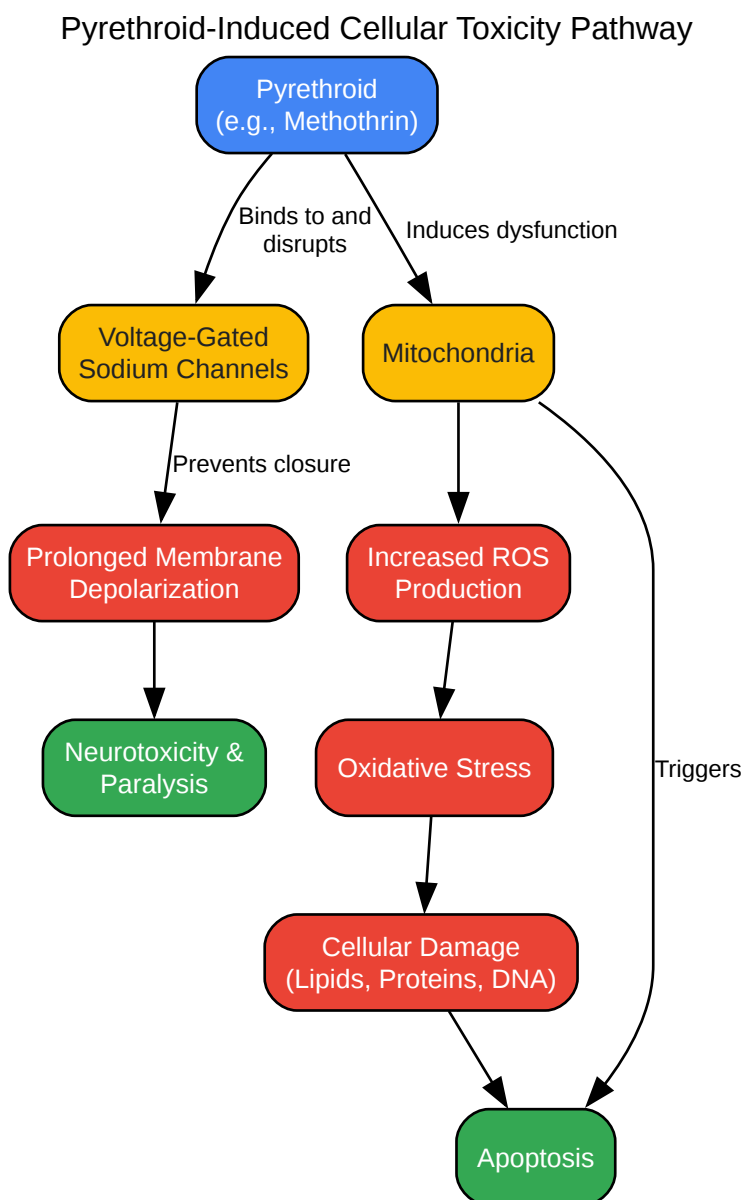 Pyrethroid-Induced Cellular Toxicity Pathway
Pyrethroid
(e.g., Methothrin)
Binds to and
disrupts
Induces dysfunction
Voltage-Gated
Sodium Channels
Mitochondria
Prevents closure
Prolonged Membrane
Depolarization
Increased ROS
Production
Neurotoxicity &
Paralysis
Oxidative Stress
Triggers
Cellular Damage
(Lipids, Proteins, DNA)
Apoptosis